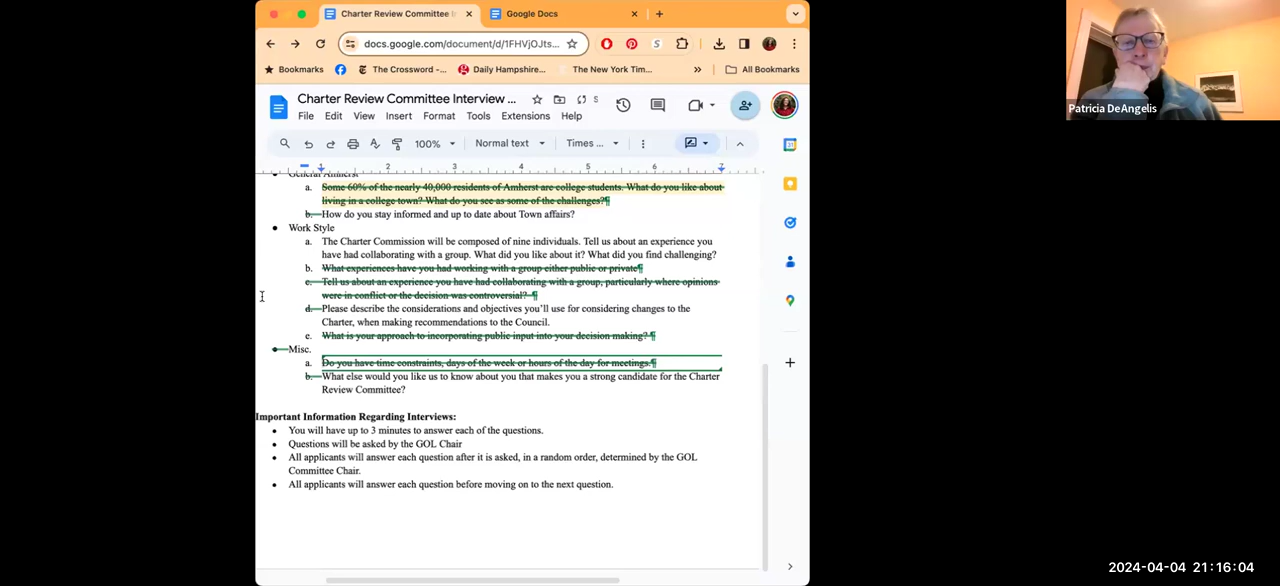 Charter Review Committee In
Google Docs
docs.google.com/document/d/1FHVjOJts...
Bookmarks
The Crossword -...
Daily Hampshire...
The New York Tim...
»
All Bookmarks
Charter Review Committee Interview ...
S
File Edit View Insert Format Tools Extensions Help
100%
Normal text
Times ...
1 2 3 4 5 6 7
General Amherst
a. Some 60% of the nearly 40,000 residents of Amherst are college students. What do you like about
living in a college town? What do you see as some of the challenges?¶
b. How do you stay informed and up to date about Town affairs?
● Work Style
a. The Charter Commission will be composed of nine individuals. Tell us about an experience you
have had collaborating with a group. What did you like about it? What did you find challenging?
b. What experiences have you had working with a group either public or private¶
c. Tell us about an experience you have had collaborating with a group, particularly where opinions
were in conflict or the decision was controversial? ¶
d. Please describe the considerations and objectives you'll use for considering changes to the
Charter, when making recommendations to the Council.
e. What is your approach to incorporating public input into your decision making? ¶
● Misc.
a. Do you have time constraints, days of the week or hours of the day for meetings.¶
b. What else would you like us to know about you that makes you a strong candidate for the Charter
Review Committee?
Important Information Regarding Interviews:
● You will have up to 3 minutes to answer each of the questions.
● Questions will be asked by the GOL Chair
● All applicants will answer each question after it is asked, in a random order, determined by the GOL
Committee Chair.
● All applicants will answer each question before moving on to the next question.
Patricia DeAngelis
2024-04-04 21:16:04